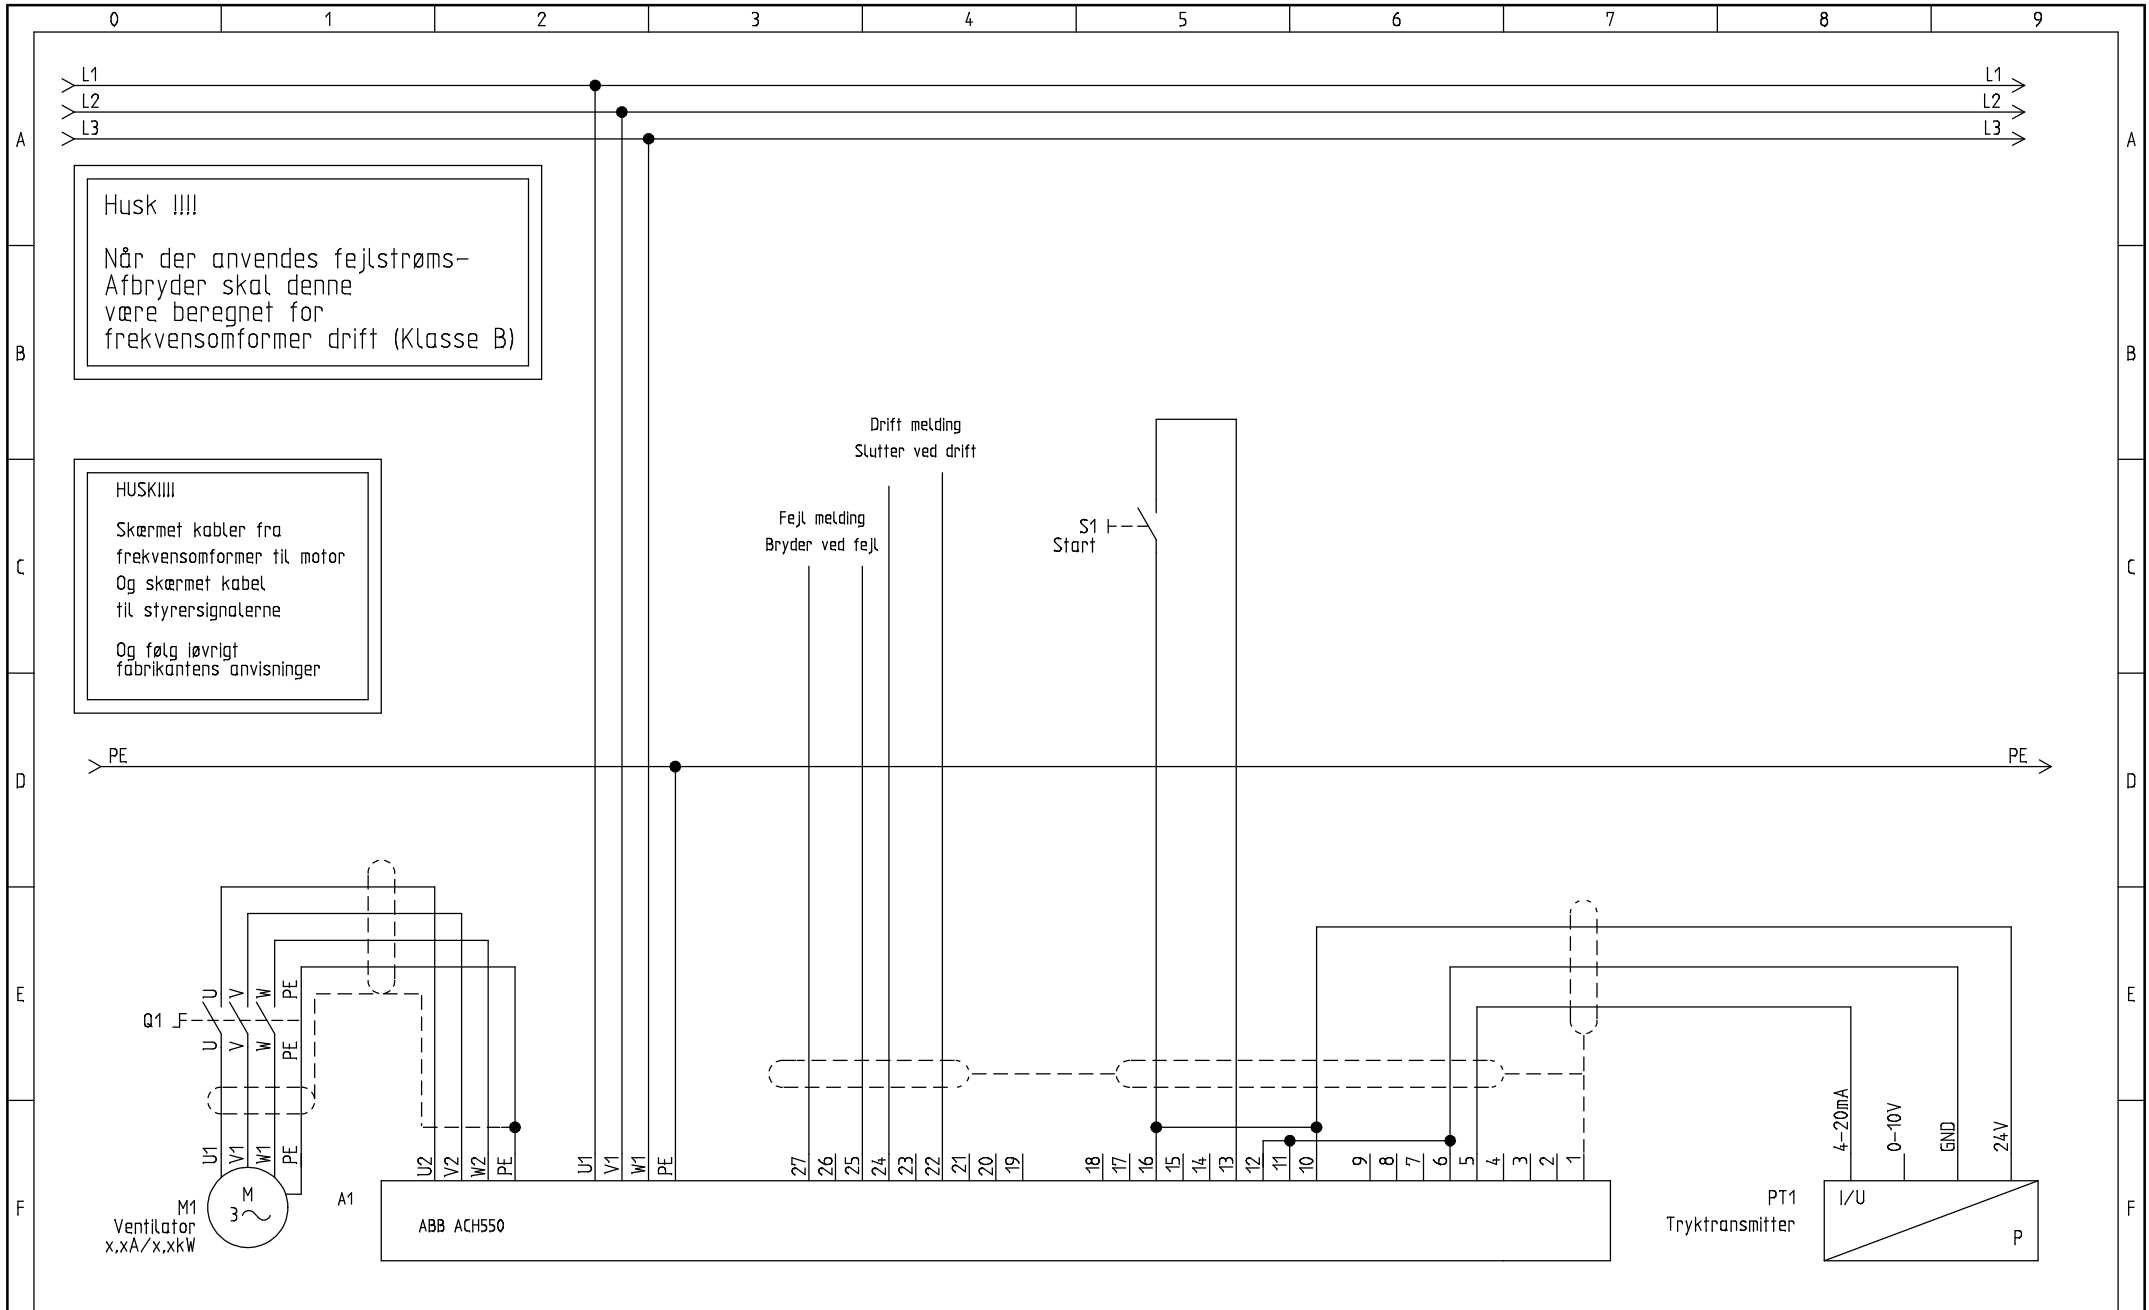 0 1 2 3 4 5 6 7 8 9
L1 L1
L2 L2
L3 L3
A A
Husk !!!!
Når der anvendes fejlstrøms-
Afbryder skal denne
være beregnet for
frekvensomformer drift (Klasse B)
B B
Drift melding
Slutter ved drift
HUSK!!!!
Skærmet kabler fra
frekvensomformer til motor
Og skærmet kabel
til styrersignalerne
Og følg iøvrigt
fabrikantens anvisninger
Fejl melding
Bryder ved fejl
S1
Start
C C
PE PE
D D
U V W PE
E E
Q1
U V W PE
4-20mA 0-10V GND 24V
U1 V1 W1 PE U2 V2 W2 PE U1 V1 W1 PE 27 26 25 24 23 22 21 20 19 18 17 16 15 14 13 12 11 10 9 8 7 6 5 4 3 2 1
F F
M
3
M1
Ventilator
x,xA/x,xkW
A1
ABB ACH550
PT1
Tryktransmitter
I/U
P